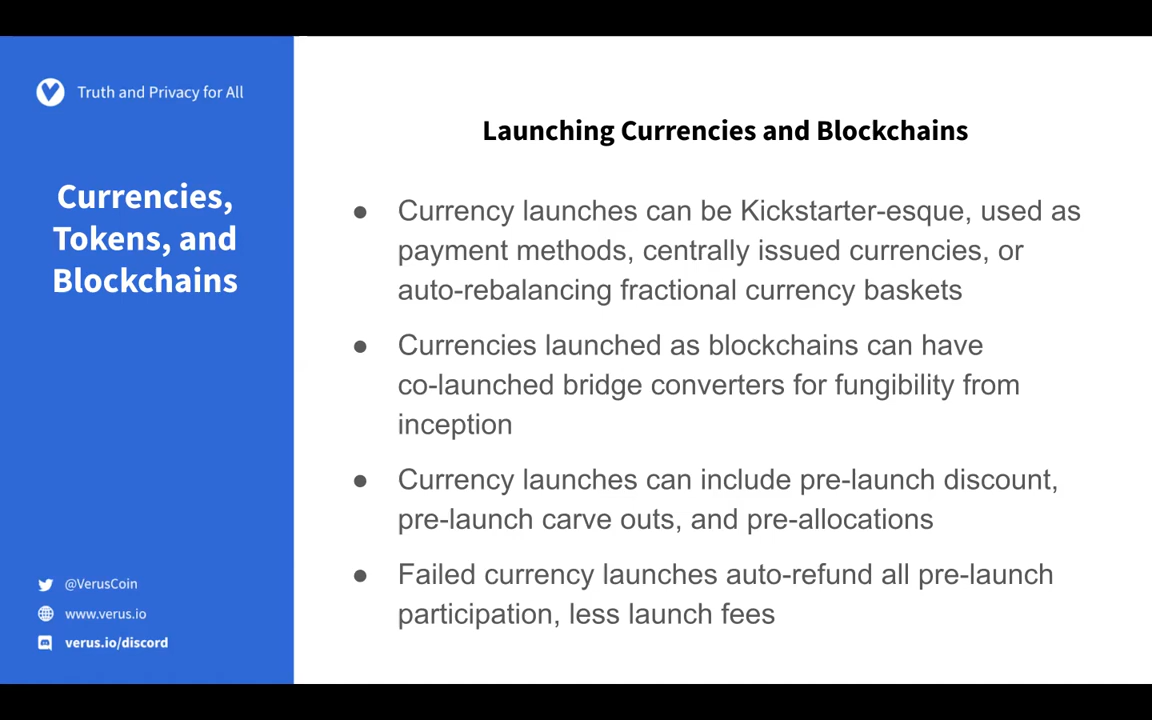 Truth and Privacy for All
Currencies,
Tokens, and
Blockchains
@VerusCoin
www.verus.io
verus.io/discord
Launching Currencies and Blockchains
● Currency launches can be Kickstarter-esque, used as
payment methods, centrally issued currencies, or
auto-rebalancing fractional currency baskets
● Currencies launched as blockchains can have
co-launched bridge converters for fungibility from
inception
● Currency launches can include pre-launch discount,
pre-launch carve outs, and pre-allocations
● Failed currency launches auto-refund all pre-launch
participation, less launch fees